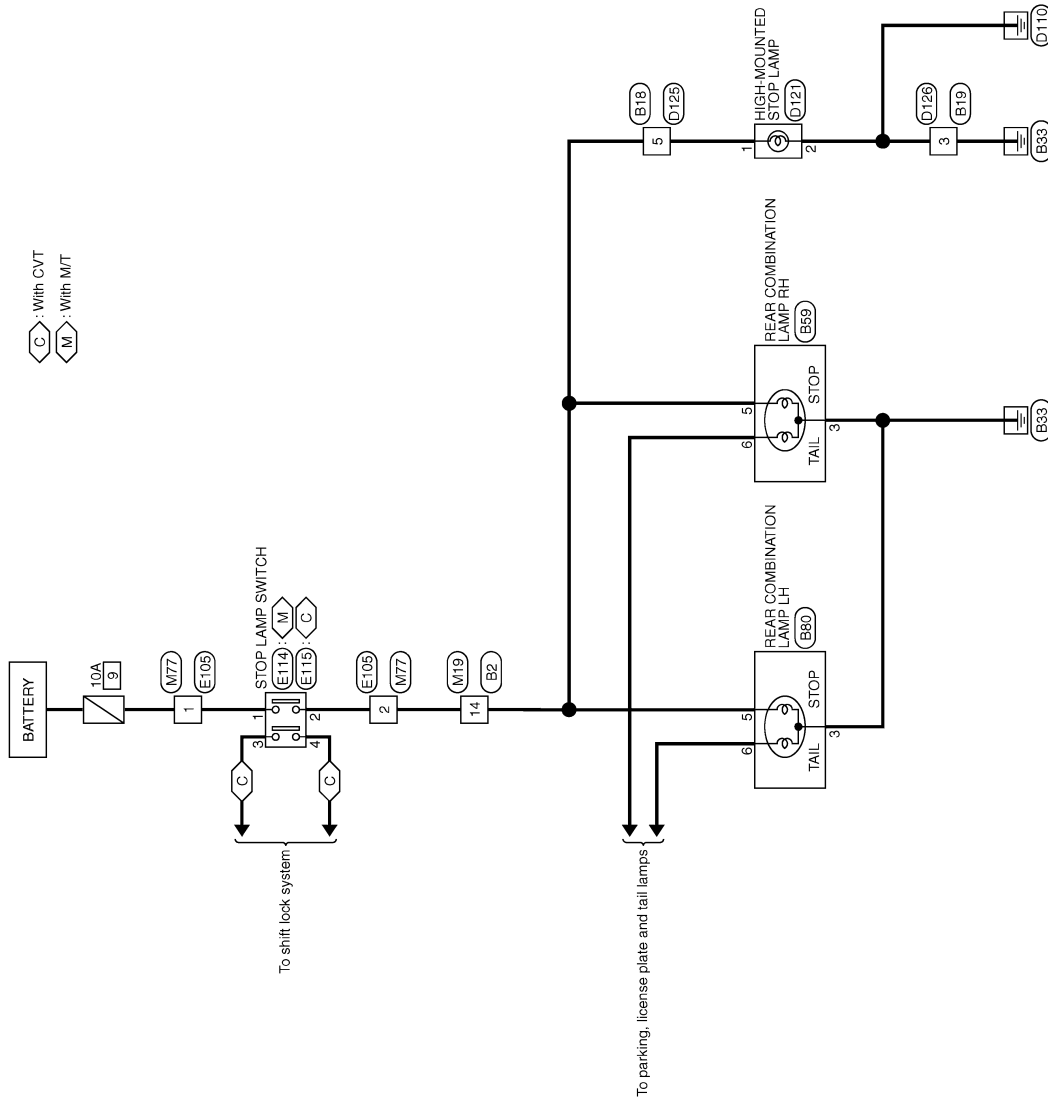 C : With CVT
M : With M/T
BATTERY
10A
9
M77
1
E105
STOP LAMP SWITCH
E114 : M
E115 : C
1
3
2
4
C
C
To shift lock system
E105
2
M77
M19
14
B2
B18
5
D125
HIGH-MOUNTED
STOP LAMP
D121
1
2
D126
3
B19
B33
D110
REAR COMBINATION
LAMP RH
B59
5
6
STOP
TAIL
3
B33
REAR COMBINATION
LAMP LH
B80
5
6
STOP
TAIL
3
To parking, license plate and tail lamps